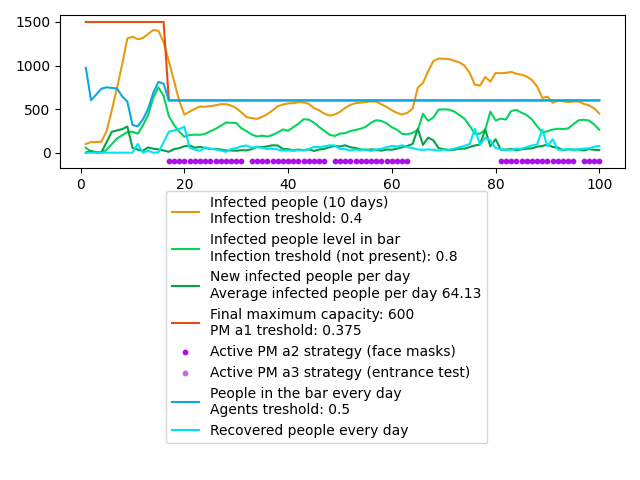 1500
1000
500
0
0
20
40
60
80
100
Infected people (10 days)
Infection treshold: 0.4
Infected people level in bar
Infection treshold (not present): 0.8
New infected people per day
Average infected people per day 64.13
Final maximum capacity: 600
PM a1 treshold: 0.375
Active PM a2 strategy (face masks)
Active PM a3 strategy (entrance test)
People in the bar every day
Agents treshold: 0.5
Recovered people every day